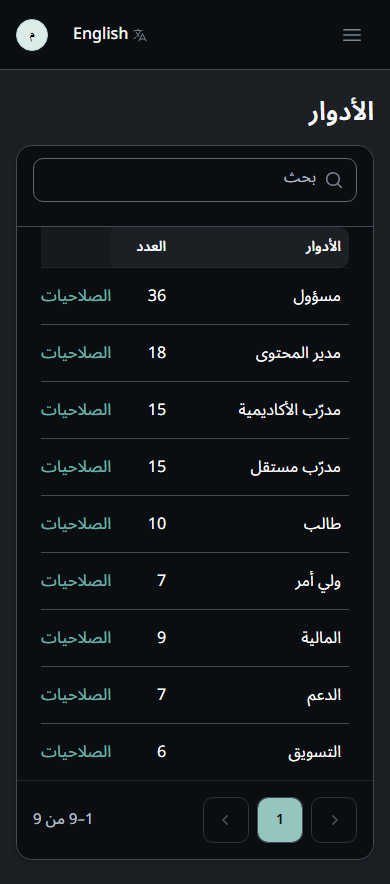 م English
الأدوار
بحث
الأدوار العدد
مسؤول 36 الصلاحيات
مدير المحتوى 18 الصلاحيات
مدرّب الأكاديمية 15 الصلاحيات
مدرّب مستقل 15 الصلاحيات
طالب 10 الصلاحيات
ولي أمر 7 الصلاحيات
المالية 9 الصلاحيات
الدعم 7 الصلاحيات
التسويق 6 الصلاحيات
1
1–9 من 9